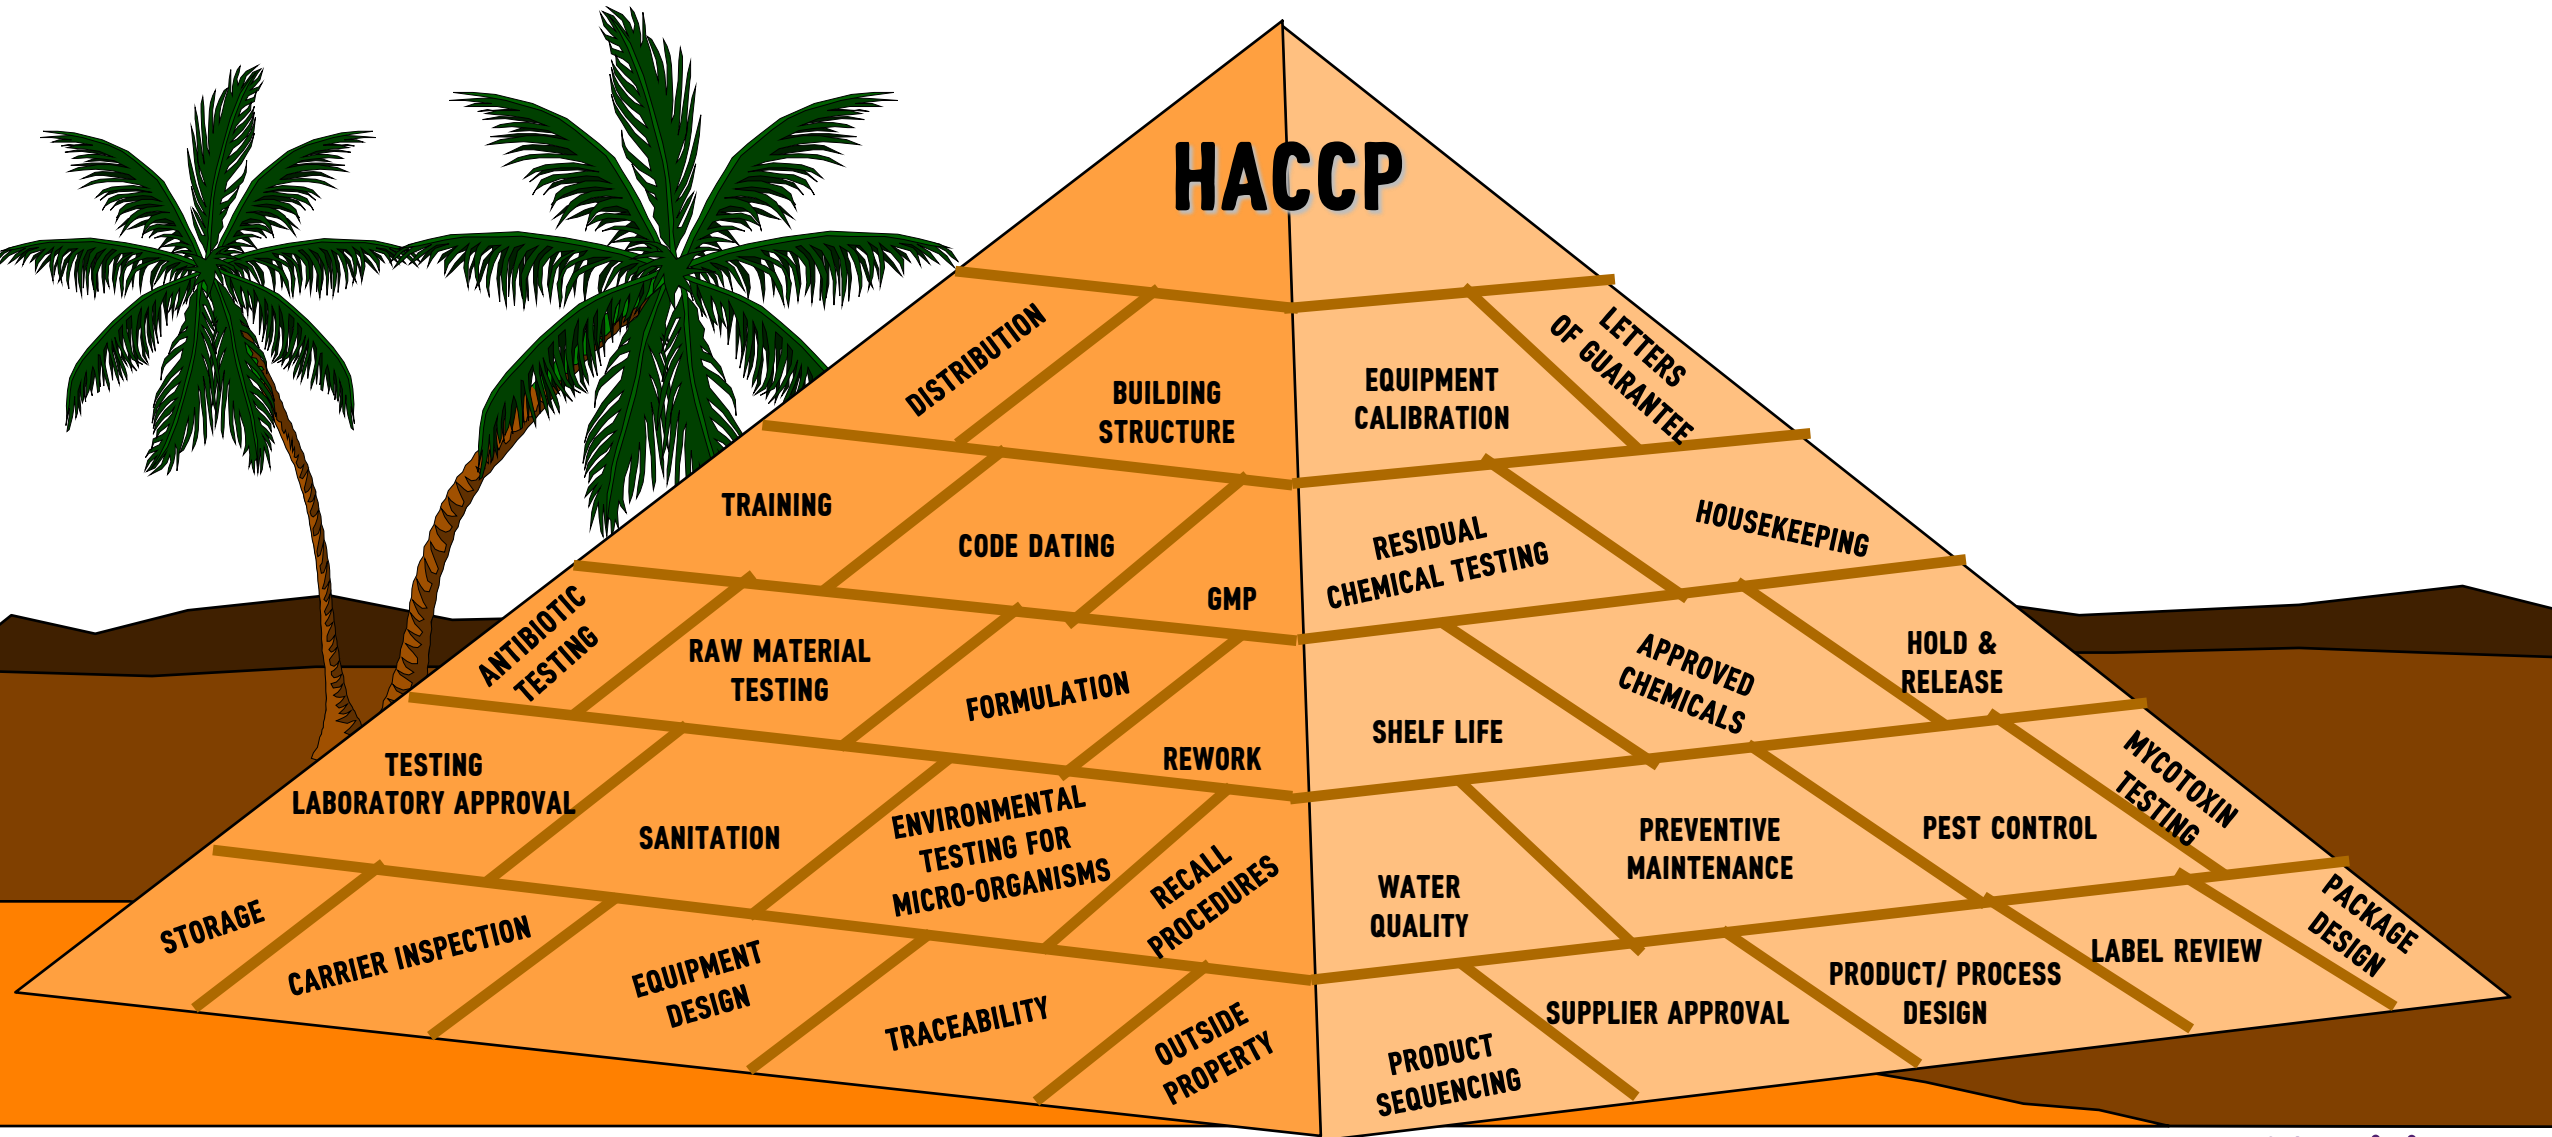 HACCP
DISTRIBUTION
BUILDING
STRUCTURE
EQUIPMENT
CALIBRATION
LETTERS
OF GUARANTEE
TRAINING
CODE DATING
GMP
RESIDUAL
CHEMICAL TESTING
HOUSEKEEPING
ANTIBIOTIC
TESTING
RAW MATERIAL
TESTING
FORMULATION
REWORK
SHELF LIFE
APPROVED
CHEMICALS
HOLD &
RELEASE
TESTING
LABORATORY APPROVAL
SANITATION
ENVIRONMENTAL
TESTING FOR
MICRO-ORGANISMS
RECALL
PROCEDURES
WATER
QUALITY
PREVENTIVE
MAINTENANCE
PEST CONTROL
MYCOTOXIN
TESTING
STORAGE
CARRIER INSPECTION
EQUIPMENT
DESIGN
TRACEABILITY
OUTSIDE
PROPERTY
PRODUCT
SEQUENCING
SUPPLIER APPROVAL
PRODUCT/ PROCESS
DESIGN
LABEL REVIEW
PACKAGE
DESIGN